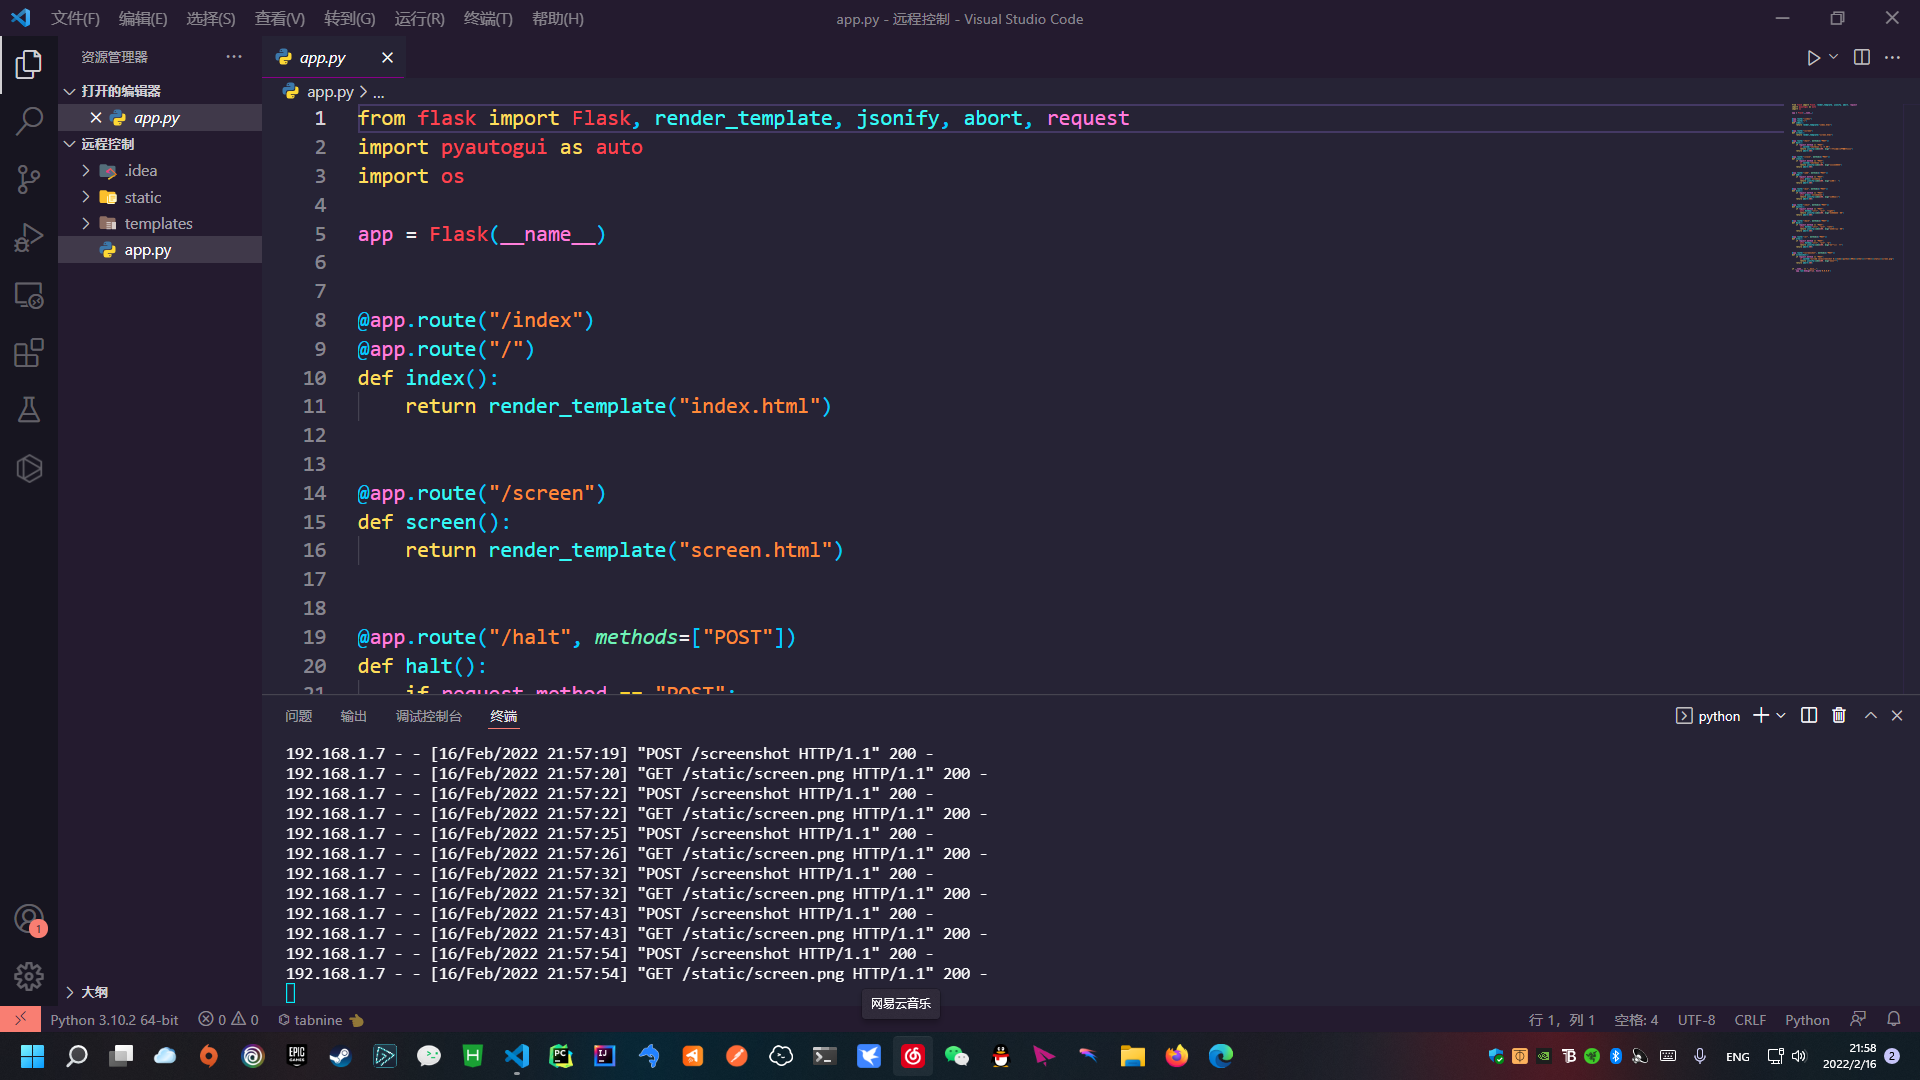 文件(F) 编辑(E) 选择(S) 查看(V) 转到(G) 运行(R) 终端(T) 帮助(H)
app.py - 远程控制 - Visual Studio Code
资源管理器
打开的编辑器
app.py
远程控制
.idea
static
templates
app.py
大纲
app.py
app.py > ...
1 from flask import Flask, render_template, jsonify, abort, request
2 import pyautogui as auto
3 import os
4
5 app = Flask(__name__)
6
7
8 @app.route("/index")
9 @app.route("/")
10 def index():
11 return render_template("index.html")
12
13
14 @app.route("/screen")
15 def screen():
16 return render_template("screen.html")
17
18
19 @app.route("/halt", methods=["POST"])
20 def halt():
21 if request.method == "POST":
问题 输出 调试控制台 终端
python
192.168.1.7 - - [16/Feb/2022 21:57:19] "POST /screenshot HTTP/1.1" 200 -
192.168.1.7 - - [16/Feb/2022 21:57:20] "GET /static/screen.png HTTP/1.1" 200 -
192.168.1.7 - - [16/Feb/2022 21:57:22] "POST /screenshot HTTP/1.1" 200 -
192.168.1.7 - - [16/Feb/2022 21:57:22] "GET /static/screen.png HTTP/1.1" 200 -
192.168.1.7 - - [16/Feb/2022 21:57:25] "POST /screenshot HTTP/1.1" 200 -
192.168.1.7 - - [16/Feb/2022 21:57:26] "GET /static/screen.png HTTP/1.1" 200 -
192.168.1.7 - - [16/Feb/2022 21:57:32] "POST /screenshot HTTP/1.1" 200 -
192.168.1.7 - - [16/Feb/2022 21:57:32] "GET /static/screen.png HTTP/1.1" 200 -
192.168.1.7 - - [16/Feb/2022 21:57:43] "POST /screenshot HTTP/1.1" 200 -
192.168.1.7 - - [16/Feb/2022 21:57:43] "GET /static/screen.png HTTP/1.1" 200 -
192.168.1.7 - - [16/Feb/2022 21:57:54] "POST /screenshot HTTP/1.1" 200 -
192.168.1.7 - - [16/Feb/2022 21:57:54] "GET /static/screen.png HTTP/1.1" 200 -
网易云音乐
1
Python 3.10.2 64-bit 0 0 tabnine
行 1，列 1 空格: 4 UTF-8 CRLF Python
EPIC GAMES
ENG
21:58
2022/2/16
2